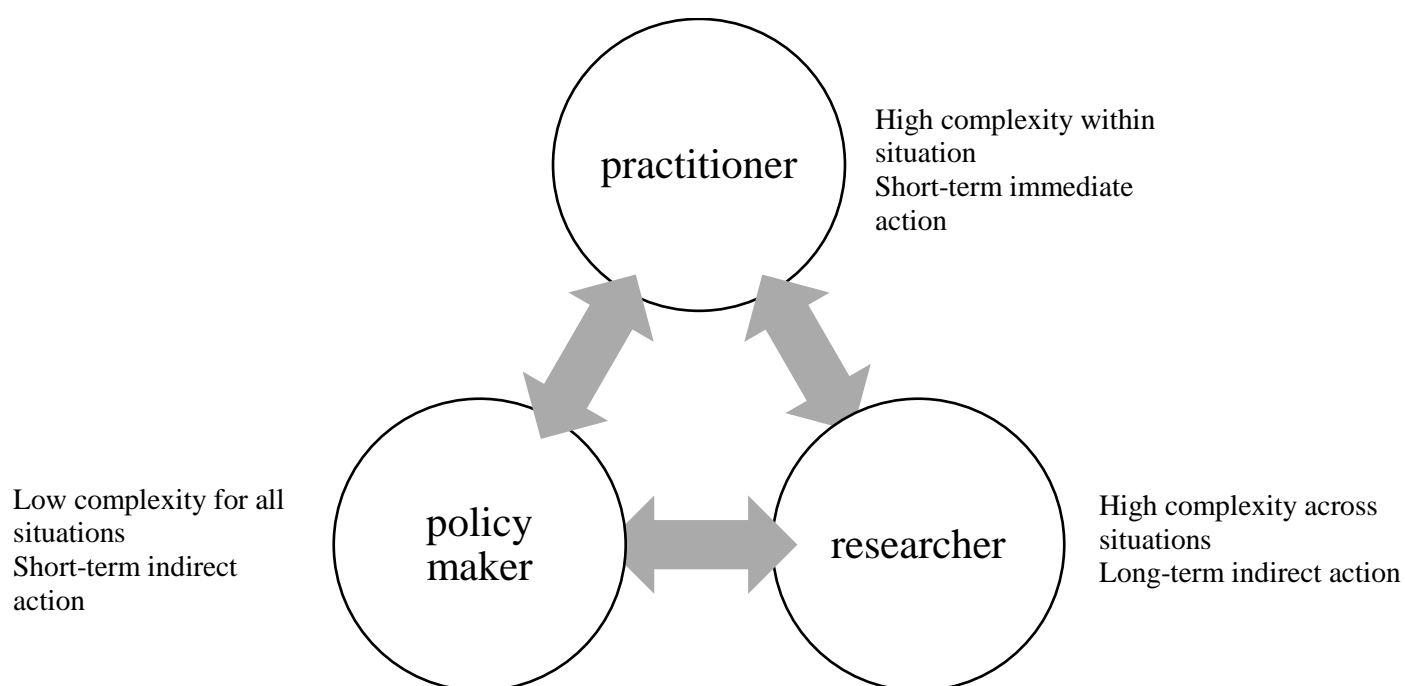 practitioner
High complexity within
situation
Short-term immediate
action
Low complexity for all
situations
Short-term indirect
action
policy
maker
researcher
High complexity across
situations
Long-term indirect action